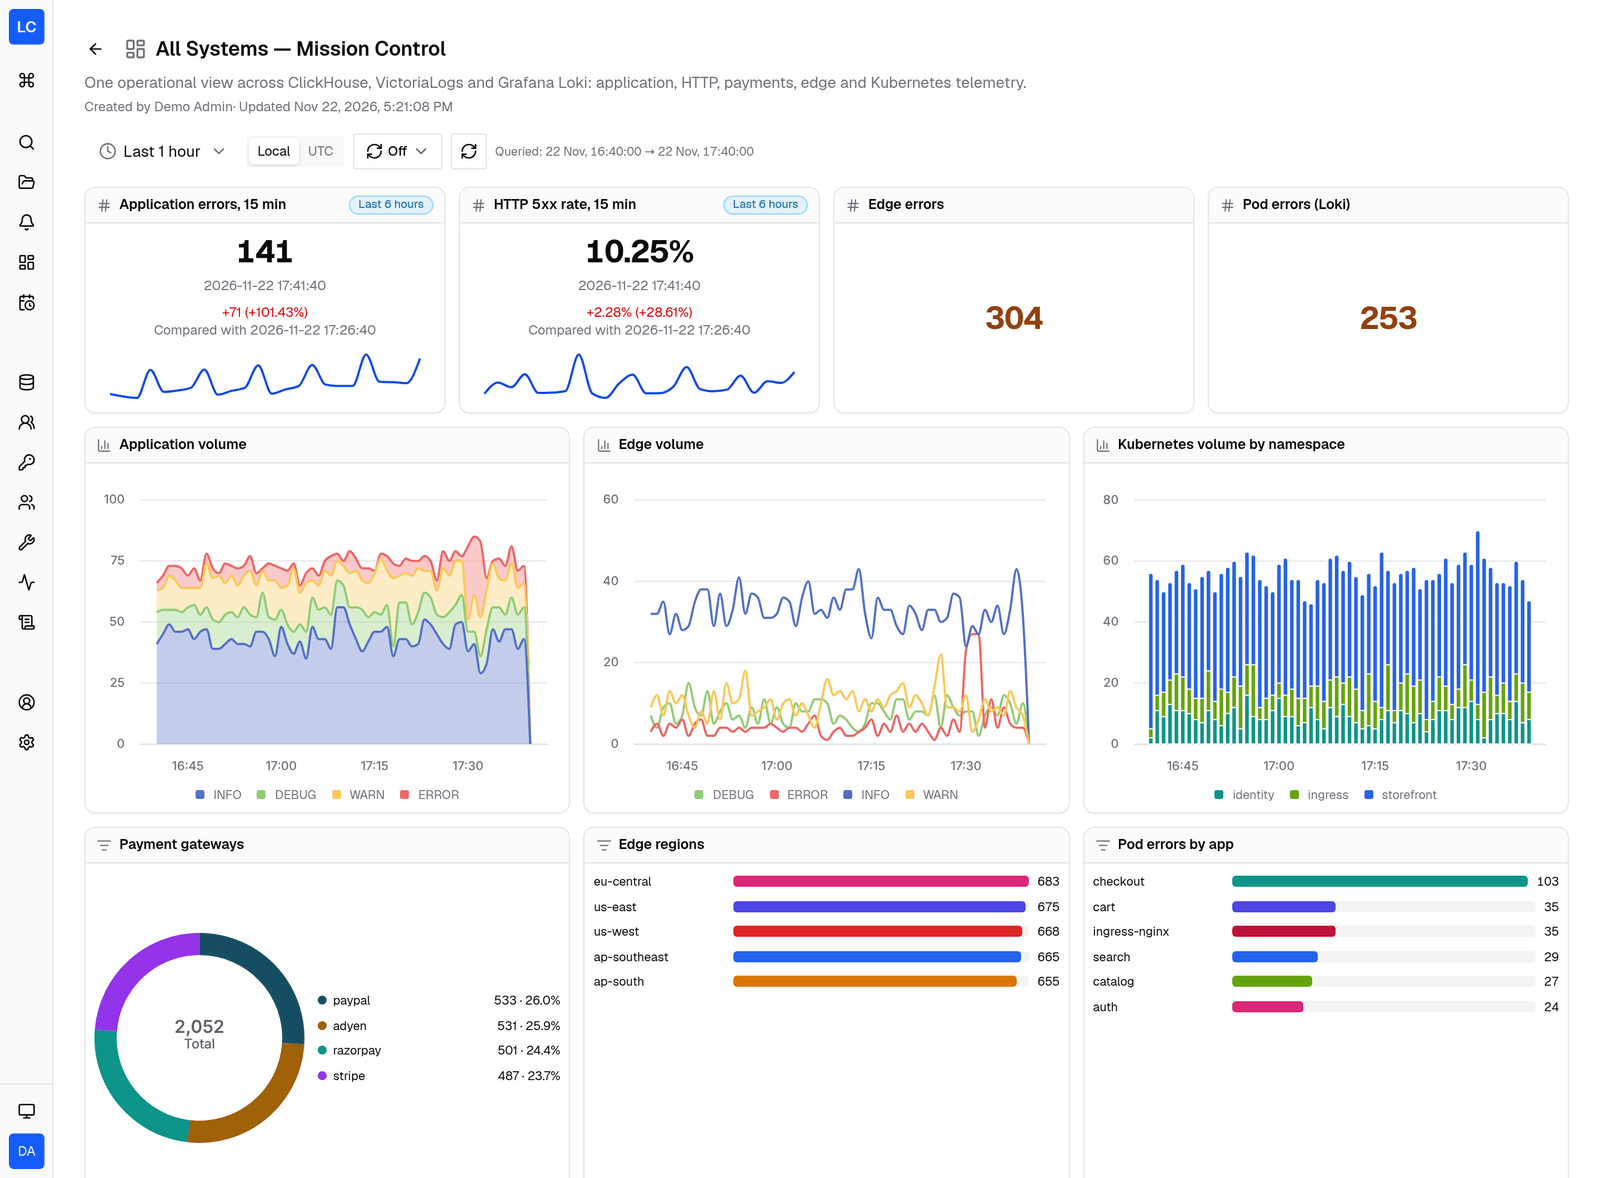 LC
All Systems — Mission Control
One operational view across ClickHouse, VictoriaLogs and Grafana Loki: application, HTTP, payments, edge and Kubernetes telemetry.
Created by Demo Admin· Updated Nov 22, 2026, 5:21:08 PM
Last 1 hour
Local
UTC
Off
Queried: 22 Nov, 16:40:00 → 22 Nov, 17:40:00
Application errors, 15 min
Last 6 hours
141
2026-11-22 17:41:40
+71 (+101.43%)
Compared with 2026-11-22 17:26:40
HTTP 5xx rate, 15 min
Last 6 hours
10.25%
2026-11-22 17:41:40
+2.28% (+28.61%)
Compared with 2026-11-22 17:26:40
Edge errors
304
Pod errors (Loki)
253
Application volume
100
75
50
25
0
16:45
17:00
17:15
17:30
INFO
DEBUG
WARN
ERROR
Edge volume
60
40
20
0
16:45
17:00
17:15
17:30
DEBUG
ERROR
INFO
WARN
Kubernetes volume by namespace
80
60
40
20
0
16:45
17:00
17:15
17:30
identity
ingress
storefront
Payment gateways
2,052
Total
paypal 533 · 26.0%
adyen 531 · 25.9%
razorpay 501 · 24.4%
stripe 487 · 23.7%
Edge regions
eu-central 683
us-east 675
us-west 668
ap-southeast 665
ap-south 655
Pod errors by app
checkout 103
cart 35
ingress-nginx 35
search 29
catalog 27
auth 24
DA